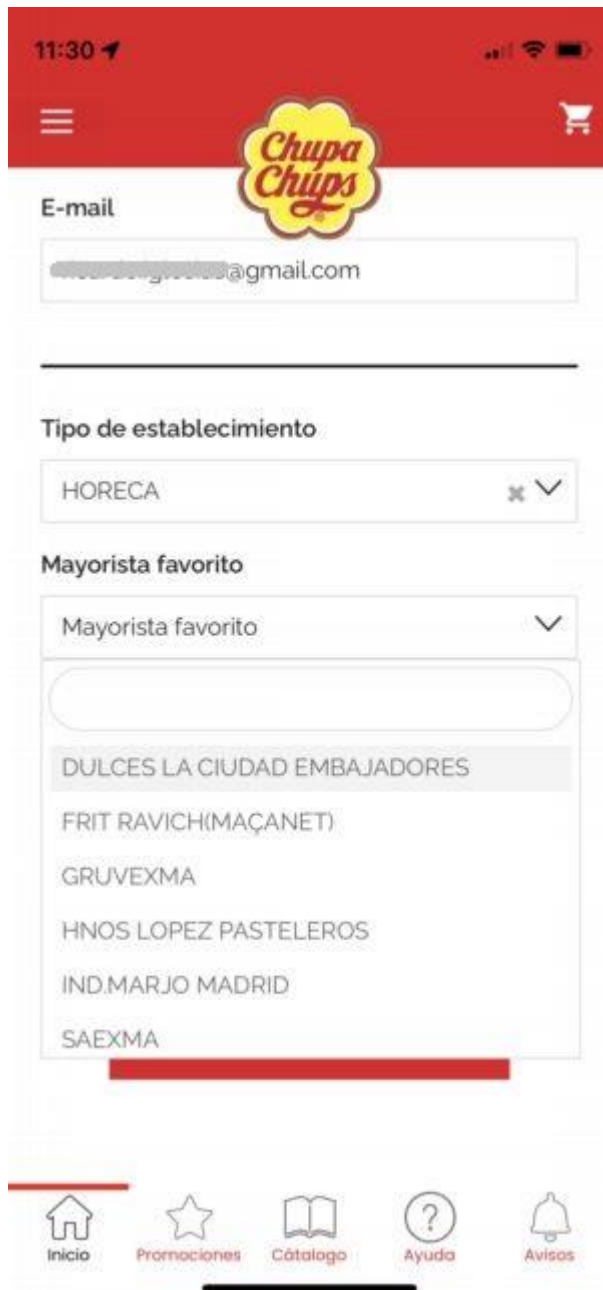 11:30
Chupa
Chups
E-mail
@gmail.com
Tipo de establecimiento
HORECA
Mayorista favorito
Mayorista favorito
DULCES LA CIUDAD EMBAJADORES
FRIT RAVICH(MAÇANET)
GRUVEXMA
HNOS LOPEZ PASTELEROS
IND.MARJO MADRID
SAEXMA
Inicio
Promociones
Cátalogo
Ayuda
Avisos